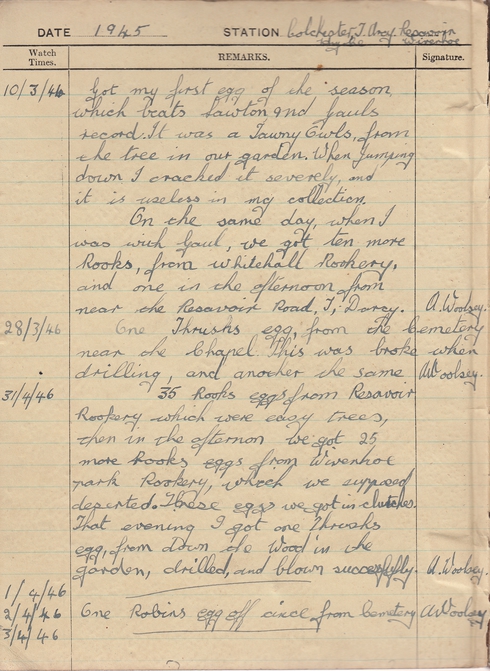 DATE 1945 STATION Colchester, T. Darcy Resavoir
Wivenhoe
Watch Times. REMARKS. Signature.
10/3/46 Got my first egg of the season,
which beats Lawton and Gauls
record. It was a Tawny Owls, from
the tree in our garden. When jumping
down I cracked it severely, and
it is useless in my collection.
On the same day, when I
was with Gaul, we got ten more
Rooks, from Whitehall Rookery,
and one in the afternoon from
near the Resavoir Road, T, Darcy. A. Woolsey.
28/3/46 One Thrushs egg, from the Cemetery
near the Chapel. This was broke when
drilling, and another the same A Woolsey.
31/4/46 35 Rooks eggs from Resavoir
Rookery which were easy trees,
then in the afternon we got 25
more Rooks eggs from Wivenhoe
park Rookery, which we supposed
deserted. These eggs we got in clutches.
That evening I got one Thrushs
egg, from down the Wood in the
garden, drilled, and blown succesfully. A. Woolsey.
1/4/46
2/4/46 One Robins egg off circe from Cemetery A Woolsey
3/4/46